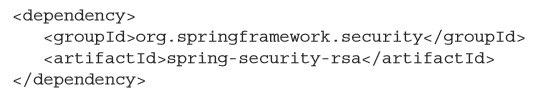 <dependency>
   <groupId>org.springframework.security</groupId>
   <artifactId>spring-security-rsa</artifactId>
</dependency>